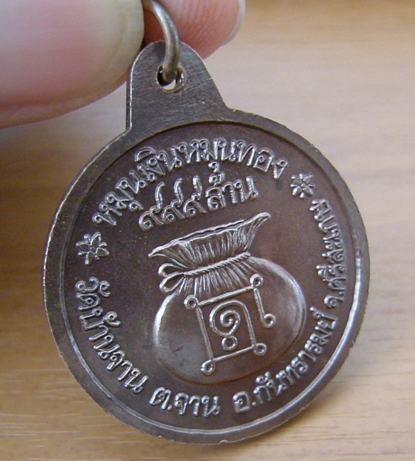 หมุนเงินหมุนทอง
๙๙๙ล้าน
วัดบ้านจาน ต.จาน อ.กันทรารมย์ จ.ศรีสะเกษ